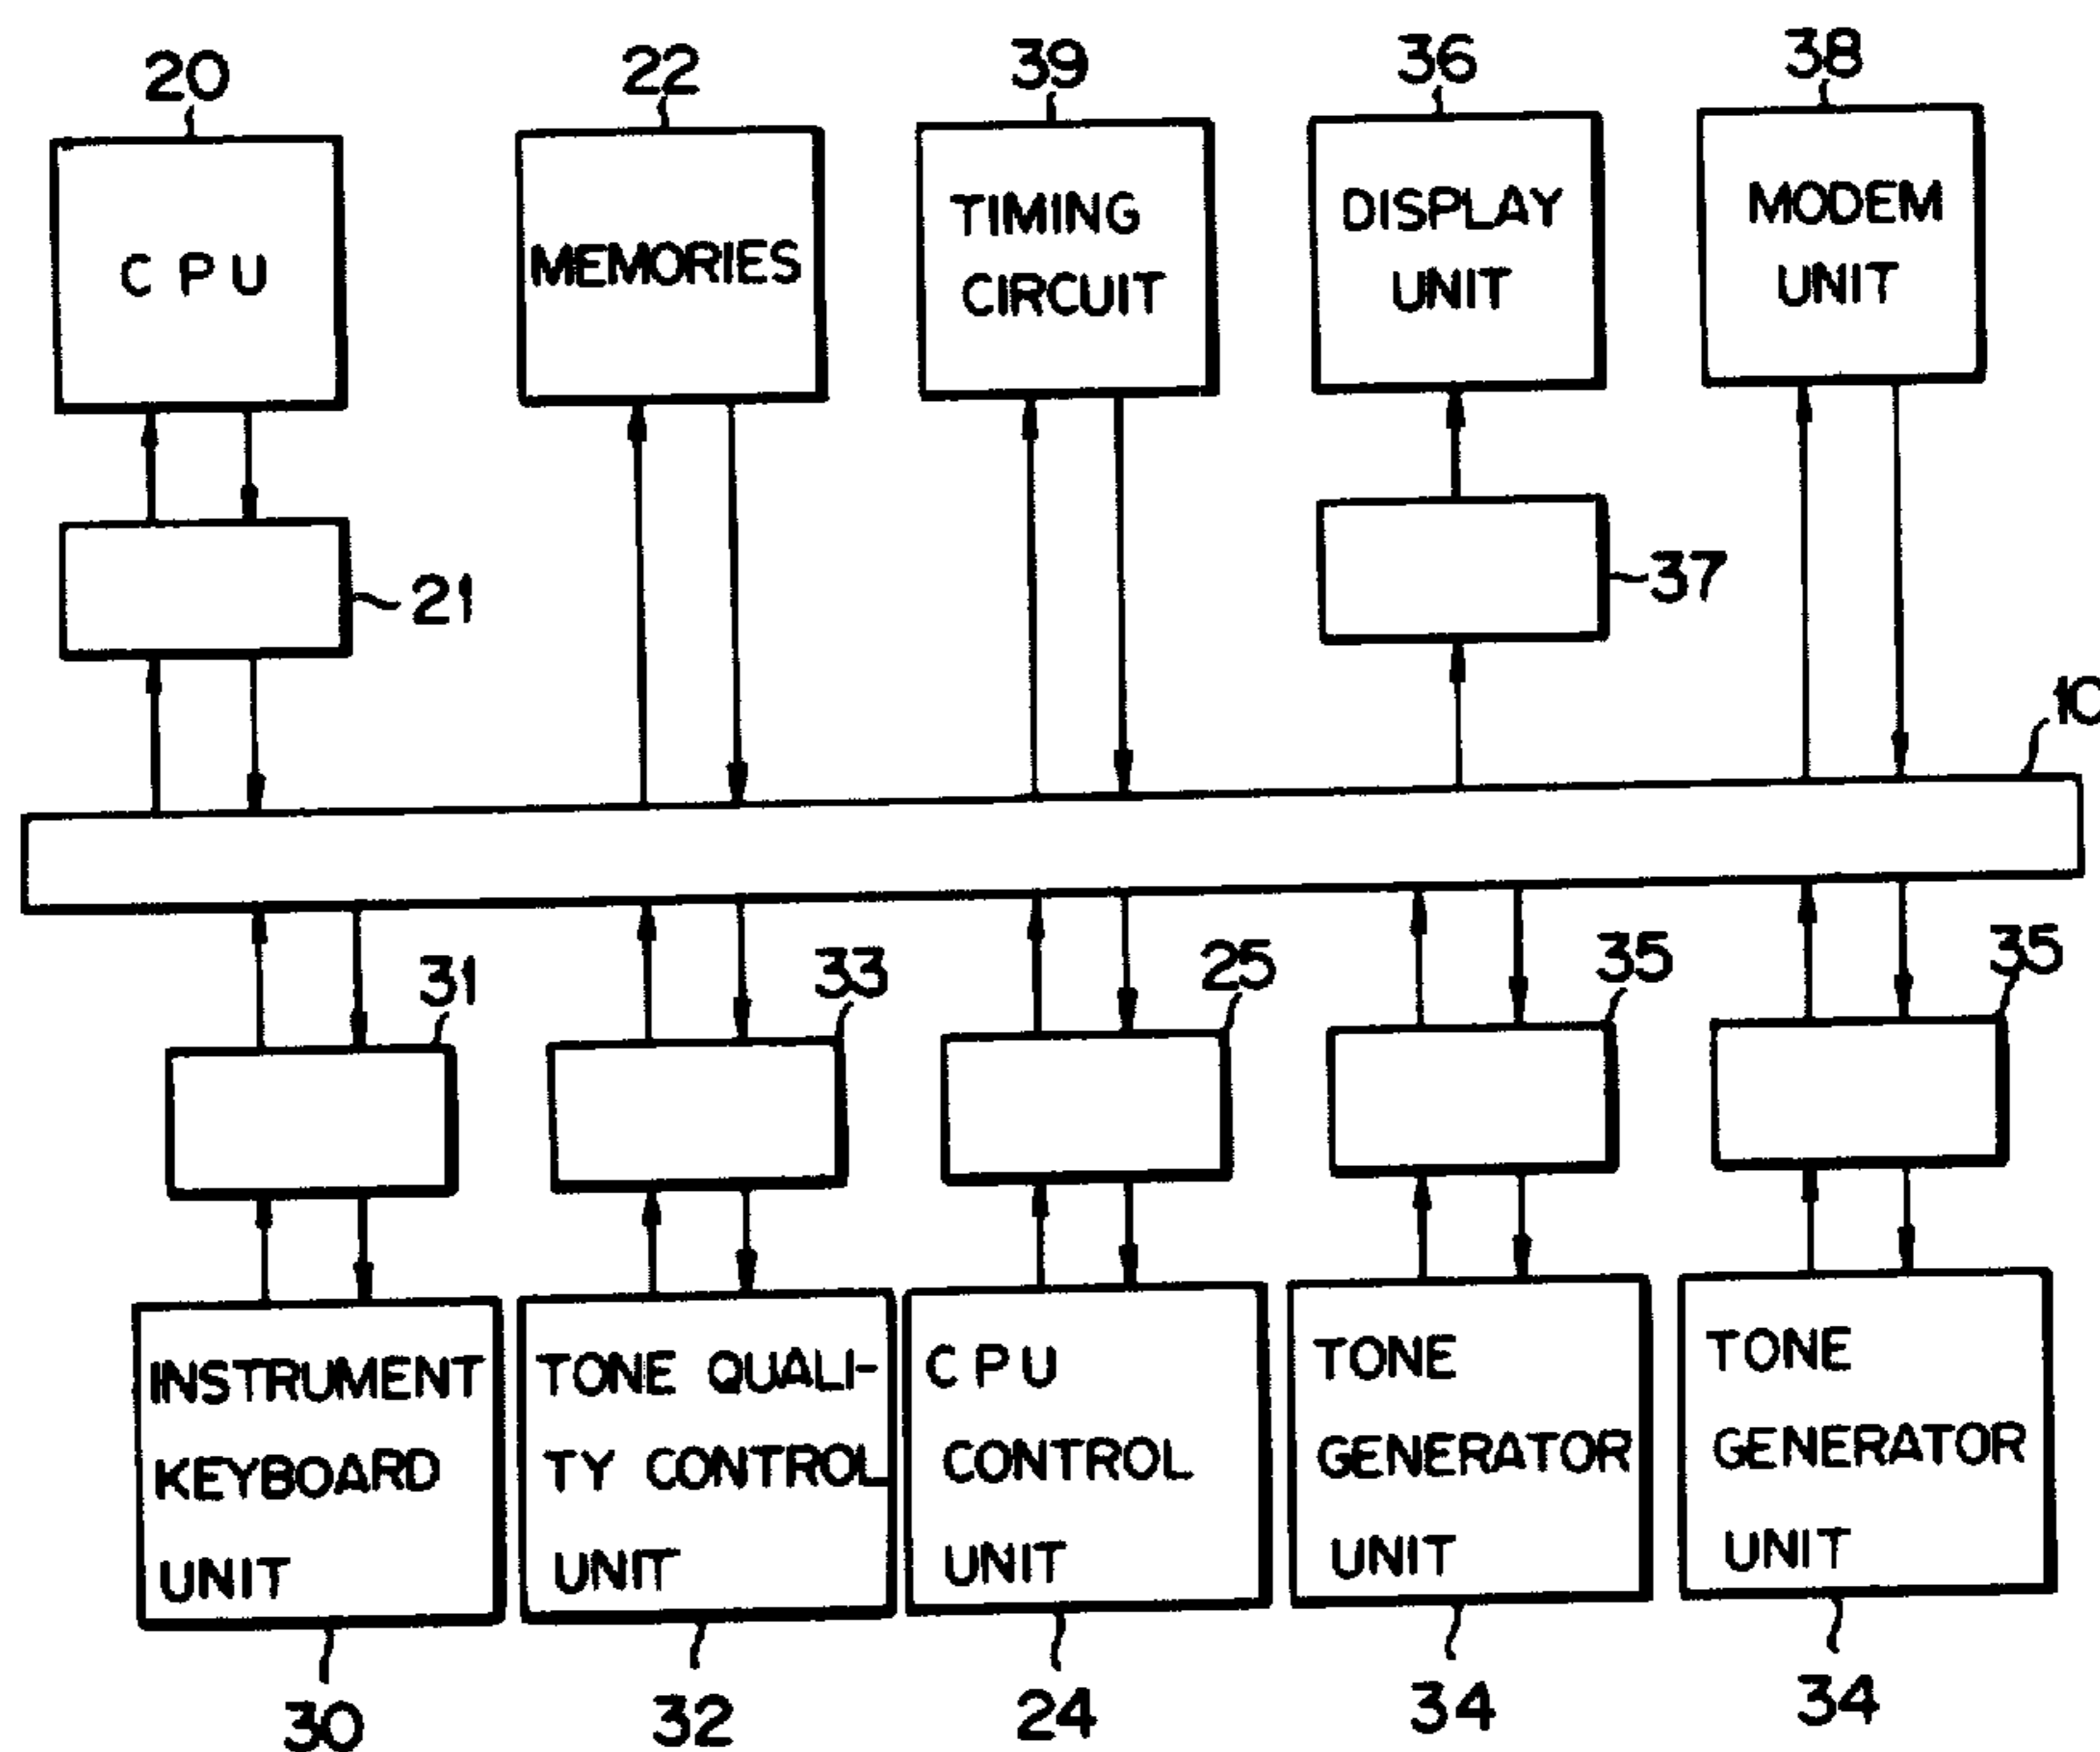 20
22
39
36
38
C P U
MEMORIES
TIMING
CIRCUIT
DISPLAY
UNIT
MODEM
UNIT
21
37
10
31
33
25
35
35
INSTRUMENT
KEYBOARD
UNIT
TONE QUALI-
TY CONTROL
UNIT
C P U
CONTROL
UNIT
TONE
GENERATOR
UNIT
TONE
GENERATOR
UNIT
30
32
24
34
34